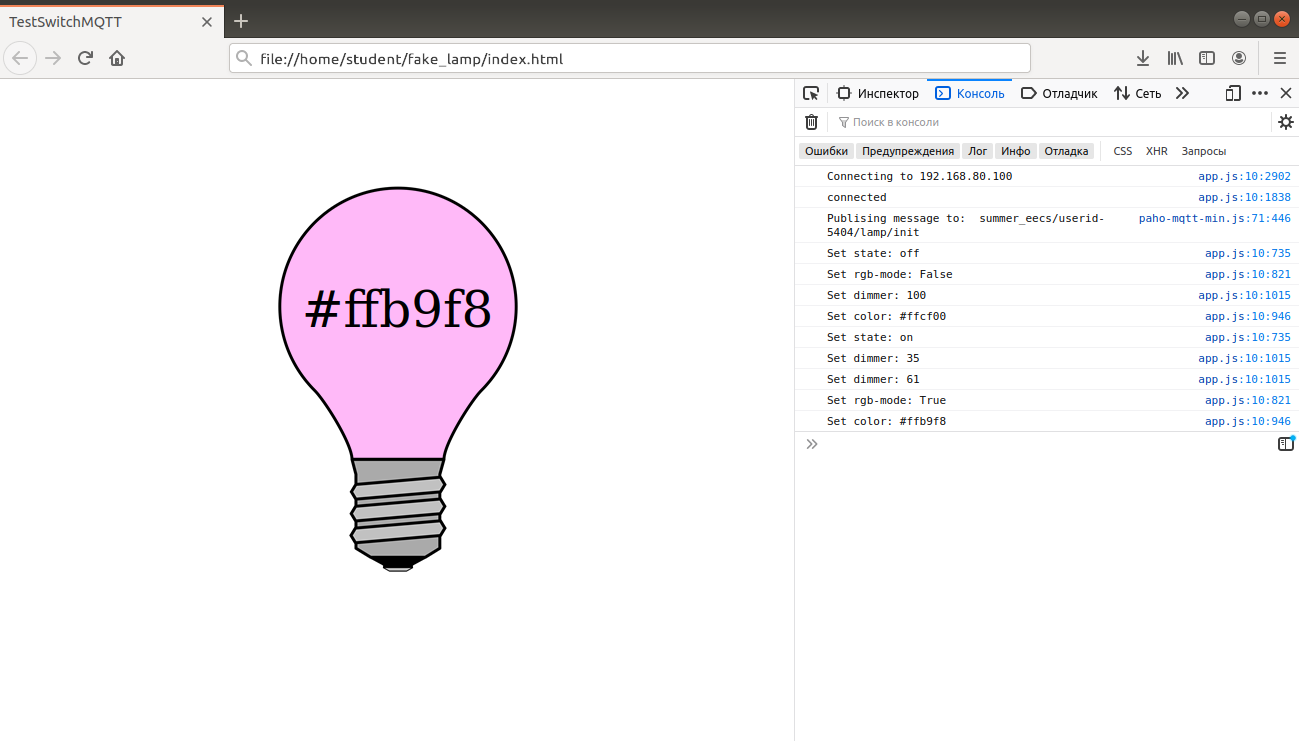 TestSwitchMQTT
file://home/student/fake_lamp/index.html
Инспектор Консоль Отладчик Сеть
Поиск в консоли
Ошибки Предупреждения Лог Инфо Отладка CSS XHR Запросы
#ffb9f8
Connecting to 192.168.80.100 app.js:10:2902
connected app.js:10:1838
Publising message to: summer_eecs/userid- paho-mqtt-min.js:71:446
5404/lamp/init
Set state: off app.js:10:735
Set rgb-mode: False app.js:10:821
Set dimmer: 100 app.js:10:1015
Set color: #ffcf00 app.js:10:946
Set state: on app.js:10:735
Set dimmer: 35 app.js:10:1015
Set dimmer: 61 app.js:10:1015
Set rgb-mode: True app.js:10:821
Set color: #ffb9f8 app.js:10:946